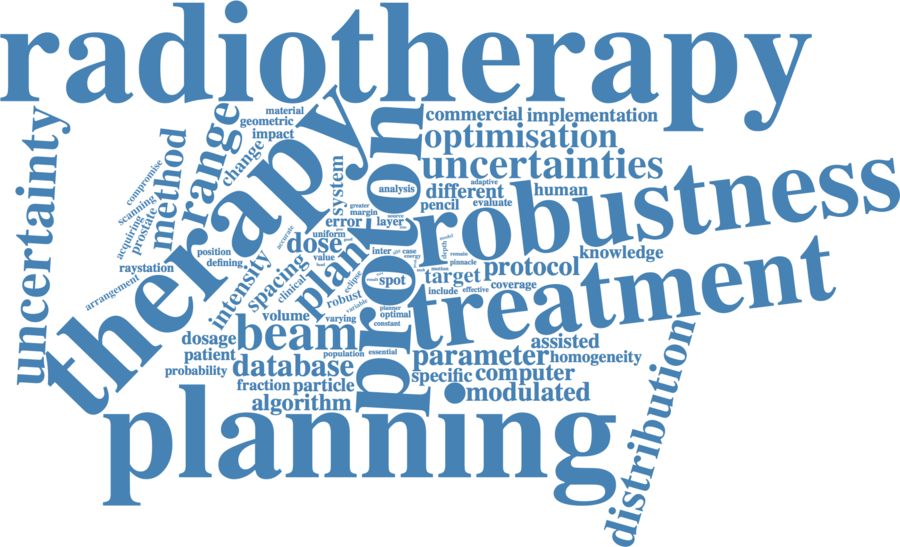 radiotherapy
uncertainty
therapy
proton
robustness
treatment
planning
distribution
range
method
material
geometric
impact
change
compromise
scanning
acquiring
prostate
raystation
arrangement
position
defining
intensity
spacing
clinical
accurate
system
analysis
greater
margin
source
error
layer
uniform
dose
value
plan
inter
case
energy
eclipse
robust
variable
spot
planner
optimal
constant
volume
varying
beam
dosage
patient
probability
population
essential
database
fraction
particle
algorithm
commercial
implementation
optimisation
uncertainties
different
adaptive
human
pencil
evaluate
knowledge
depth
model
remain
pinnacle
motion
target
protocol
include
effective
coverage
assisted
parameter
homogeneity
specific
computer
modulated